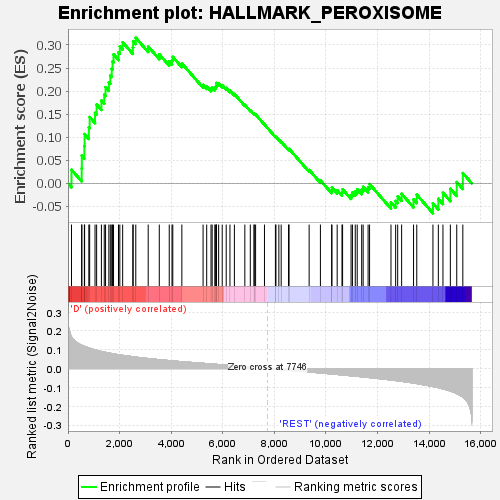 Enrichment plot: HALLMARK_PEROXISOME
Enrichment score (ES)
0.30
0.25
0.20
0.15
0.10
0.05
0.00
-0.05
'D' (positively correlated)
Ranked list metric (Signal2Noise)
0.3
0.2
0.1
0.0
-0.1
-0.2
-0.3
Zero cross at 7746
'REST' (negatively correlated)
0
2,000
4,000
6,000
8,000
10,000
12,000
14,000
16,000
Rank in Ordered Dataset
Enrichment profile
Hits
Ranking metric scores